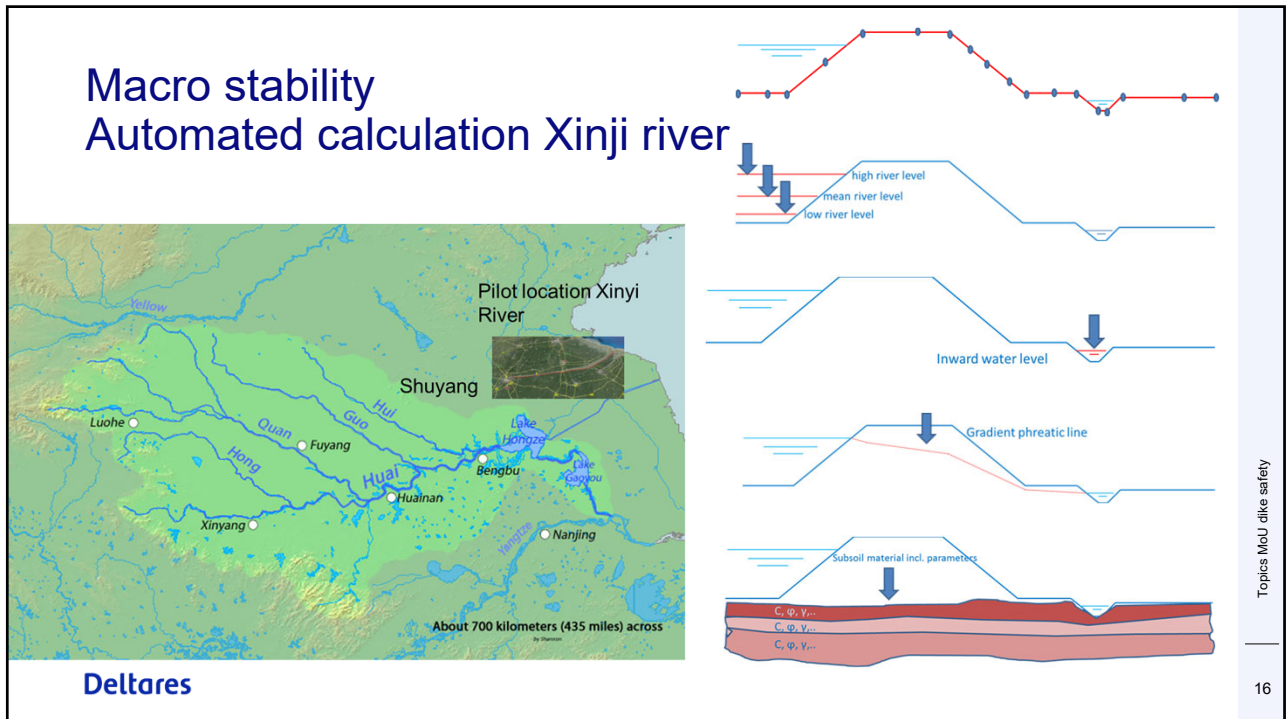 Macro stability
Automated calculation Xinji river
high river level
mean river level
low river level
Inward water level
Gradient phreatic line
Subsoil material incl. parameters
C, φ, γ,..
C, φ, γ,..
C, φ, γ,..
Yellow
Pilot location Xinyi
River
Shuyang
Hui
Guo
Quan
Hong
Huai
Luohe
Fuyang
Lake
Hongze
Bengbu
Lake
Gaoyou
Huainan
Xinyang
Yangtze
Nanjing
About 700 kilometers (435 miles) across
by Shannon
Deltares
Topics MoU dike safety
16